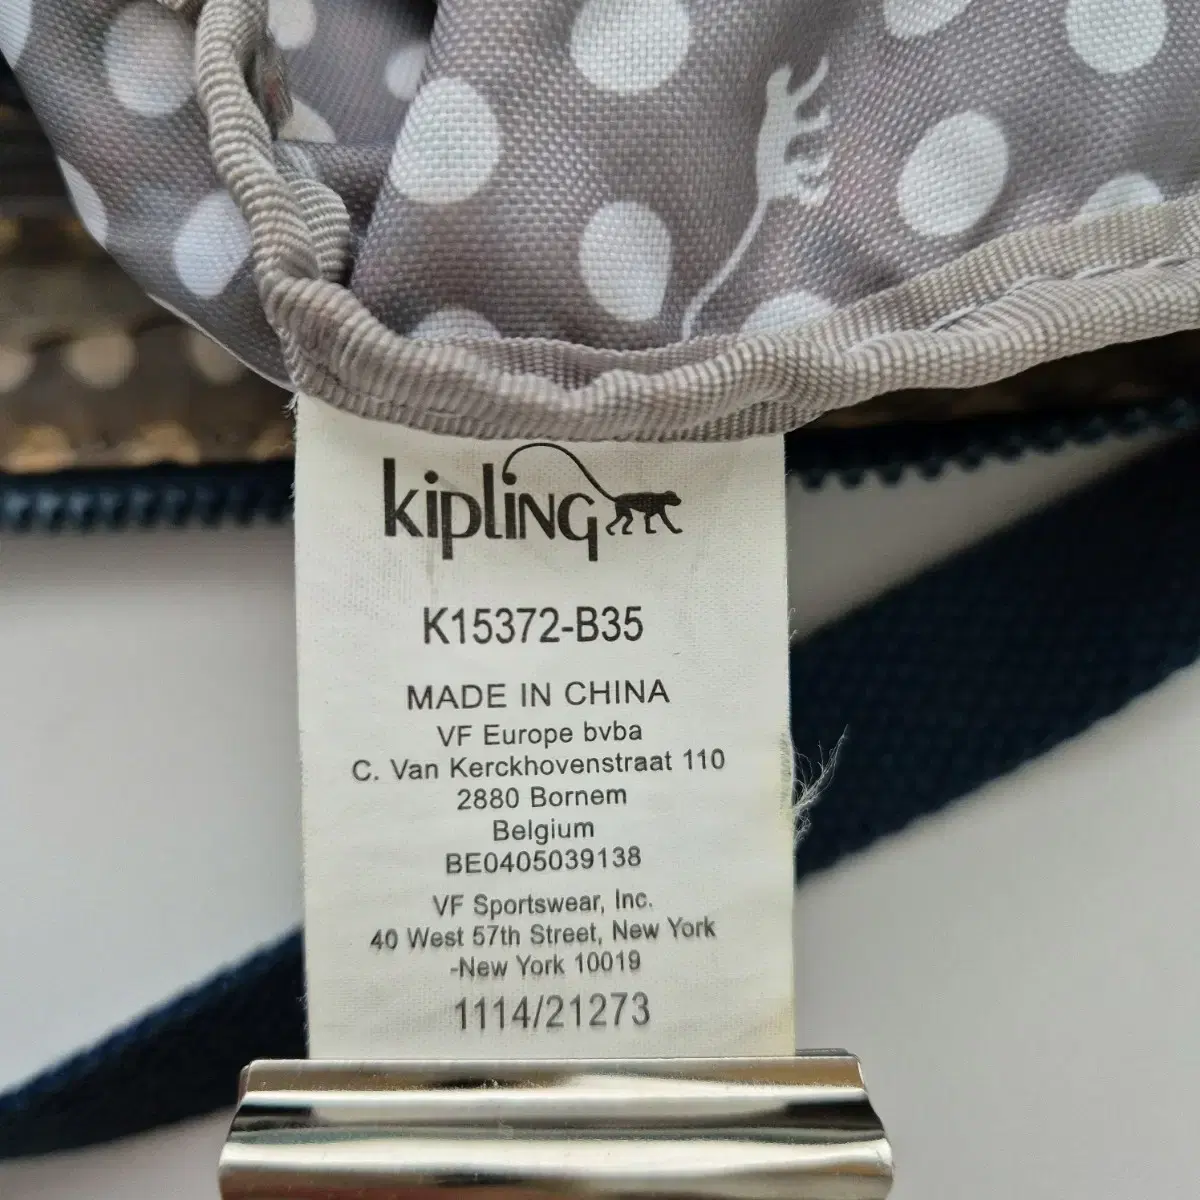 kipling
K15372-B35
MADE IN CHINA
VF Europe bvba
C. Van Kerckhovenstraat 110
2880 Bornem
Belgium
BE0405039138
VF Sportswear, Inc.
40 West 57th Street, New York
-New York 10019
1114/21273